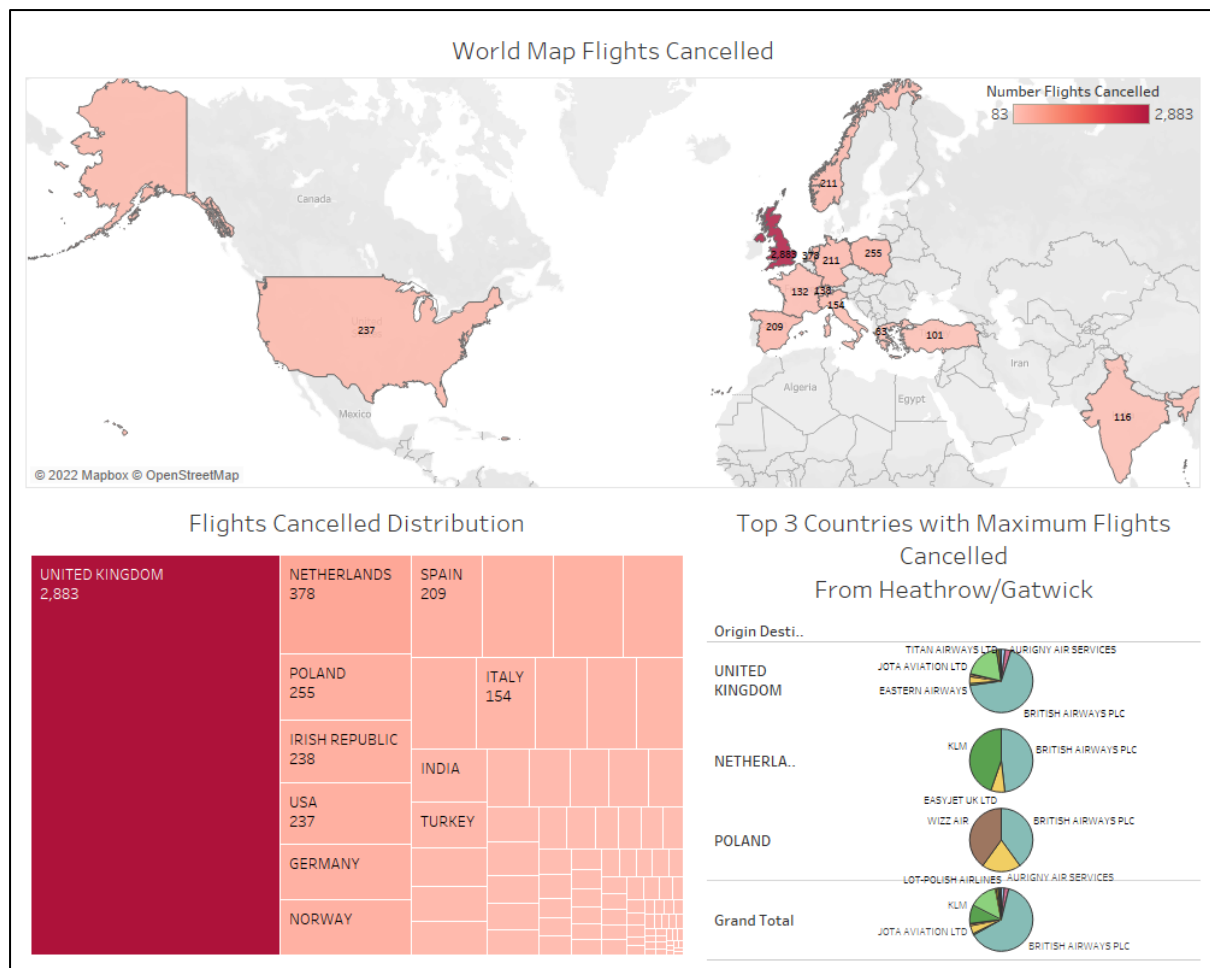 World Map Flights Cancelled
Number Flights Cancelled
83 2,883
Canada
211
2,883 378 211 255
132 138
154
237
209
83 101
Iran
Algeria
Egypt
Mexico
116
© 2022 Mapbox © OpenStreetMap
Flights Cancelled Distribution
UNITED KINGDOM
2,883
NETHERLANDS
378
POLAND
255
IRISH REPUBLIC
238
USA
237
GERMANY
NORWAY
SPAIN
209
ITALY
154
INDIA
TURKEY
Top 3 Countries with Maximum Flights
Cancelled
From Heathrow/Gatwick
Origin Desti..
UNITED
KINGDOM
TITAN AIRWAYS LTD
AURIGNY AIR SERVICES
JOTA AVIATION LTD
EASTERN AIRWAYS
BRITISH AIRWAYS PLC
NETHERLA..
KLM
BRITISH AIRWAYS PLC
EASYJET UK LTD
POLAND
WIZZ AIR
BRITISH AIRWAYS PLC
LOT-POLISH AIRLINES
AURIGNY AIR SERVICES
Grand Total
KLM
JOTA AVIATION LTD
BRITISH AIRWAYS PLC